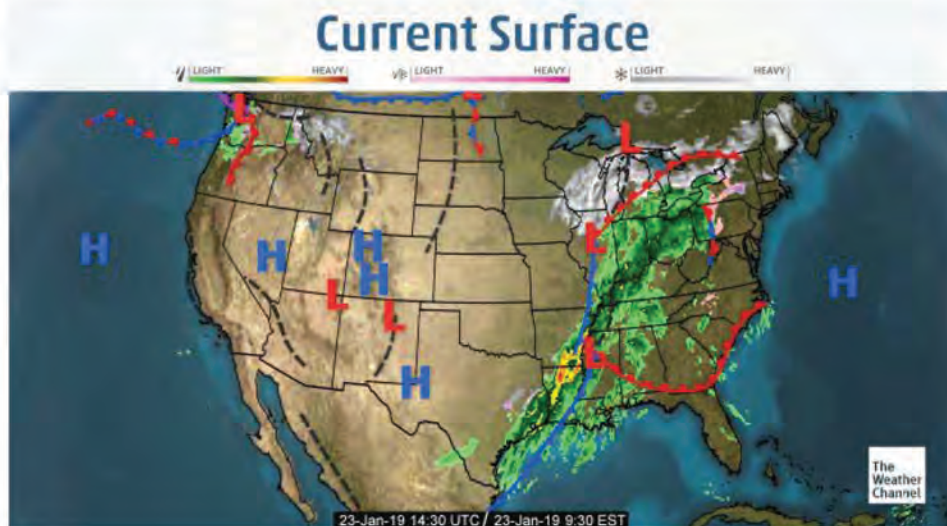 Current Surface
LIGHT HEAVY LIGHT HEAVY LIGHT HEAVY
L L
L
L
H H H H
H
L
L
L
H
The
Weather
Channel
23-Jan-19 14:30 UTC / 23-Jan-19 9:30 EST